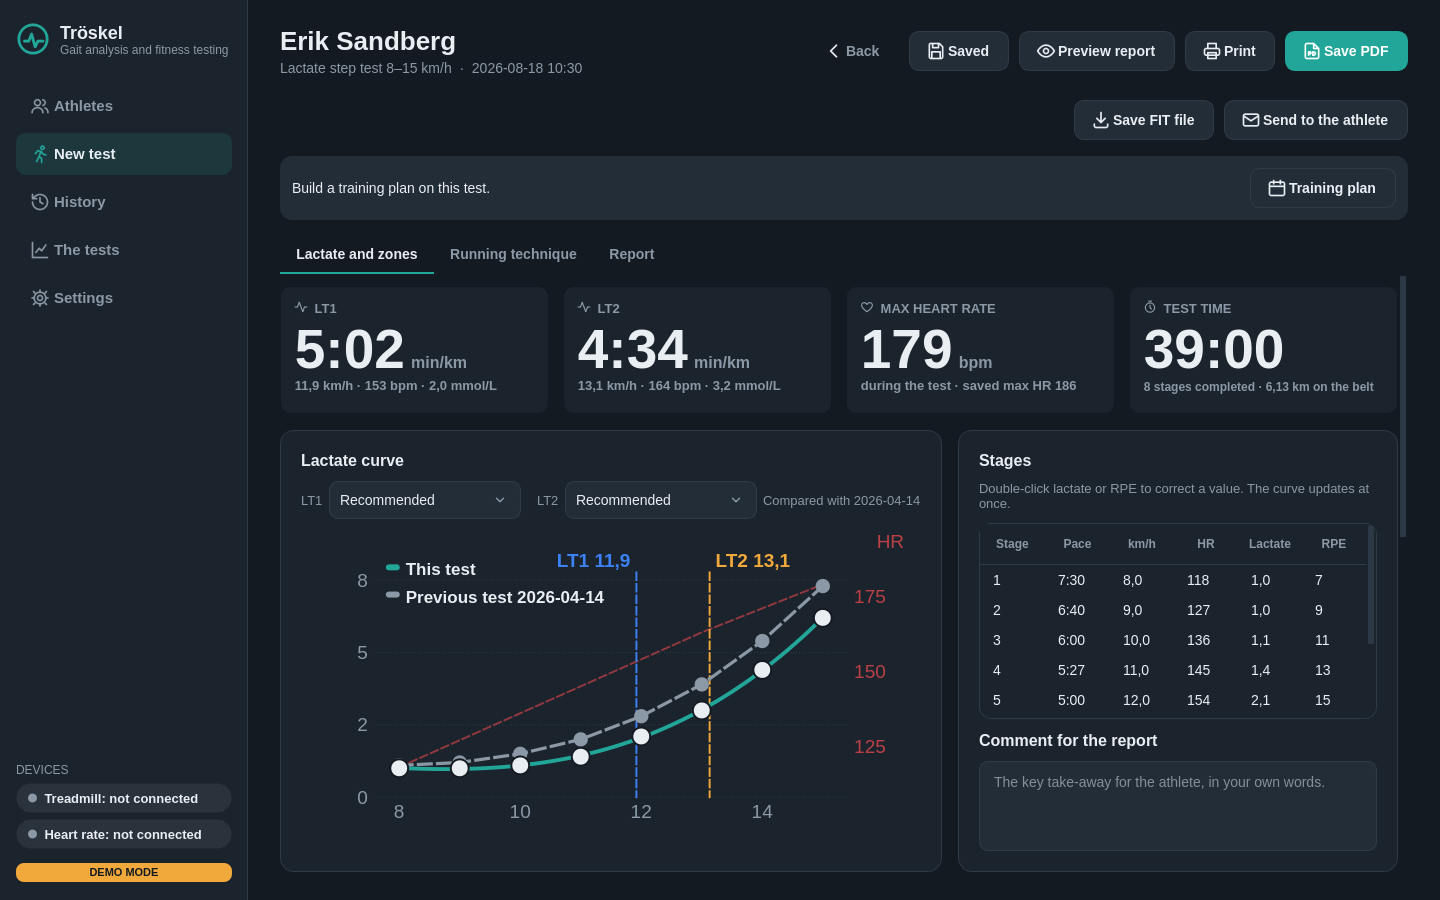 Tröskel
Gait analysis and fitness testing
Athletes
New test
History
The tests
Settings
DEVICES
Treadmill: not connected
Heart rate: not connected
DEMO MODE
Erik Sandberg
Lactate step test 8–15 km/h · 2026-08-18 10:30
Back
Saved
Preview report
Print
Save PDF
Save FIT file
Send to the athlete
Build a training plan on this test.
Training plan
Lactate and zones
Running technique
Report
LT1
5:02 min/km
11,9 km/h · 153 bpm · 2,0 mmol/L
LT2
4:34 min/km
13,1 km/h · 164 bpm · 3,2 mmol/L
MAX HEART RATE
179 bpm
during the test · saved max HR 186
TEST TIME
39:00
8 stages completed · 6,13 km on the belt
Lactate curve
LT1 Recommended
LT2 Recommended
Compared with 2026-04-14
HR
LT1 11,9
LT2 13,1
This test
Previous test 2026-04-14
8
5
2
0
175
150
125
8 10 12 14
Stages
Double-click lactate or RPE to correct a value. The curve updates at
once.
Stage Pace km/h HR Lactate RPE
1 7:30 8,0 118 1,0 7
2 6:40 9,0 127 1,0 9
3 6:00 10,0 136 1,1 11
4 5:27 11,0 145 1,4 13
5 5:00 12,0 154 2,1 15
Comment for the report
The key take-away for the athlete, in your own words.